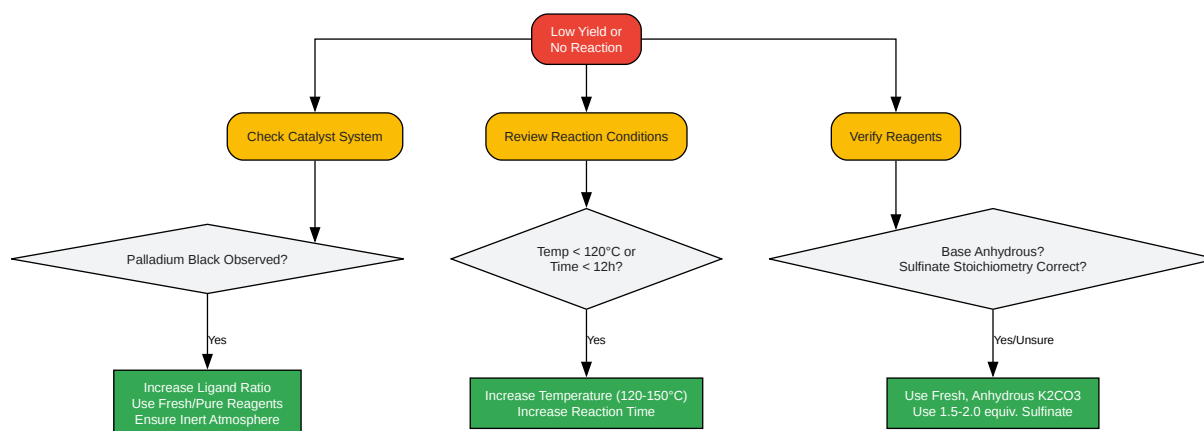 Low Yield or
No Reaction
Check Catalyst System
Review Reaction Conditions
Verify Reagents
Palladium Black Observed?
Temp < 120°C or
Time < 12h?
Base Anhydrous?
Sulfinate Stoichiometry Correct?
Yes
Yes
Yes/Unsure
Increase Ligand Ratio
Use Fresh/Pure Reagents
Ensure Inert Atmosphere
Increase Temperature (120-150°C)
Increase Reaction Time
Use Fresh, Anhydrous K2CO3
Use 1.5-2.0 equiv. Sulfinate